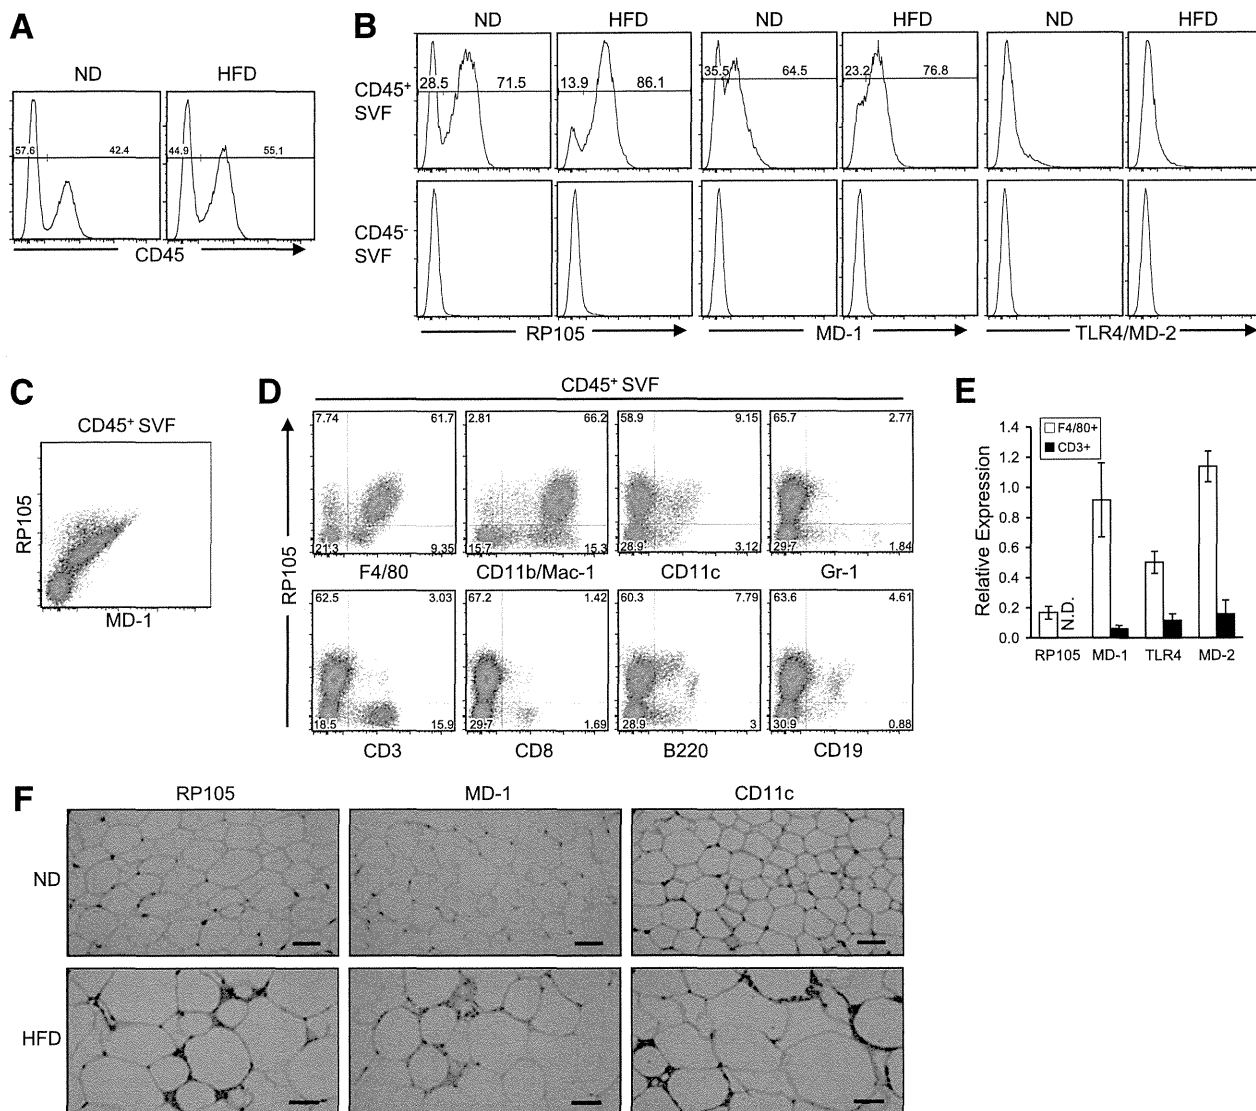 A
ND HFD
57.6 42.4 44.9 55.1
CD45
B
ND HFD ND HFD ND HFD
CD45+ SVF
28.5 71.5 13.9 86.1 35.5 64.5 23.2 76.8
CD45- SVF
RP105 MD-1 TLR4/MD-2
C
CD45+ SVF
RP105
MD-1
D
CD45+ SVF
RP105
7.74 61.7 2.81 66.2 58.9 9.15 65.7 2.77
21.3 9.35 15.7 15.3 28.9 3.12 29.7 1.84
F4/80 CD11b/Mac-1 CD11c Gr-1
62.5 3.03 67.2 1.42 60.3 7.79 63.6 4.61
18.5 15.9 29.7 1.69 28.9 3 30.9 0.88
CD3 CD8 B220 CD19
E
Relative Expression
1.4
1.2
1.0
0.8
0.6
0.4
0.2
0.0
F4/80+
CD3+
N.D.
RP105 MD-1 TLR4 MD-2
F
RP105 MD-1 CD11c
ND
HFD